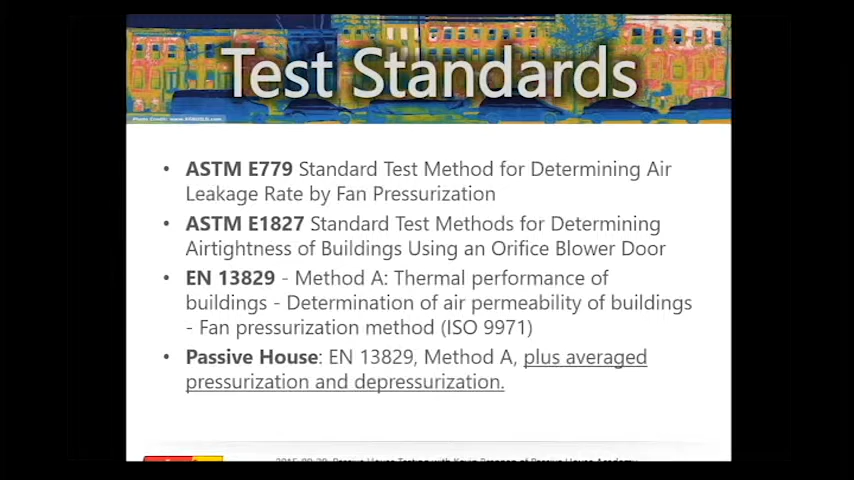 Test Standards
• ASTM E779 Standard Test Method for Determining Air
Leakage Rate by Fan Pressurization
• ASTM E1827 Standard Test Methods for Determining
Airtightness of Buildings Using an Orifice Blower Door
• EN 13829 - Method A: Thermal performance of
buildings - Determination of air permeability of buildings
- Fan pressurization method (ISO 9971)
• Passive House: EN 13829, Method A, plus averaged
pressurization and depressurization.